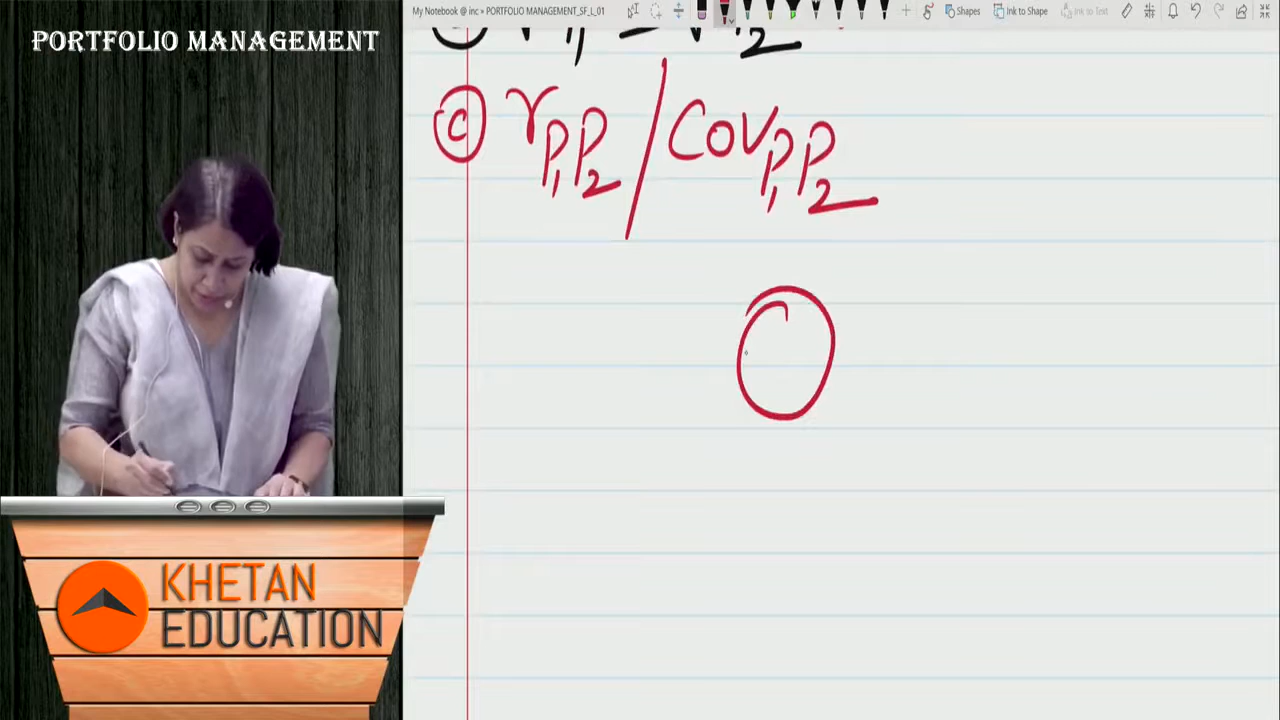 PORTFOLIO MANAGEMENT
My Notebook @ inc » PORTFOLIO MANAGEMENT_SF_L_01
Shapes
Ink to Shape
Ink to Text
C r P1P2 / COV P1P2
KHETAN
EDUCATION